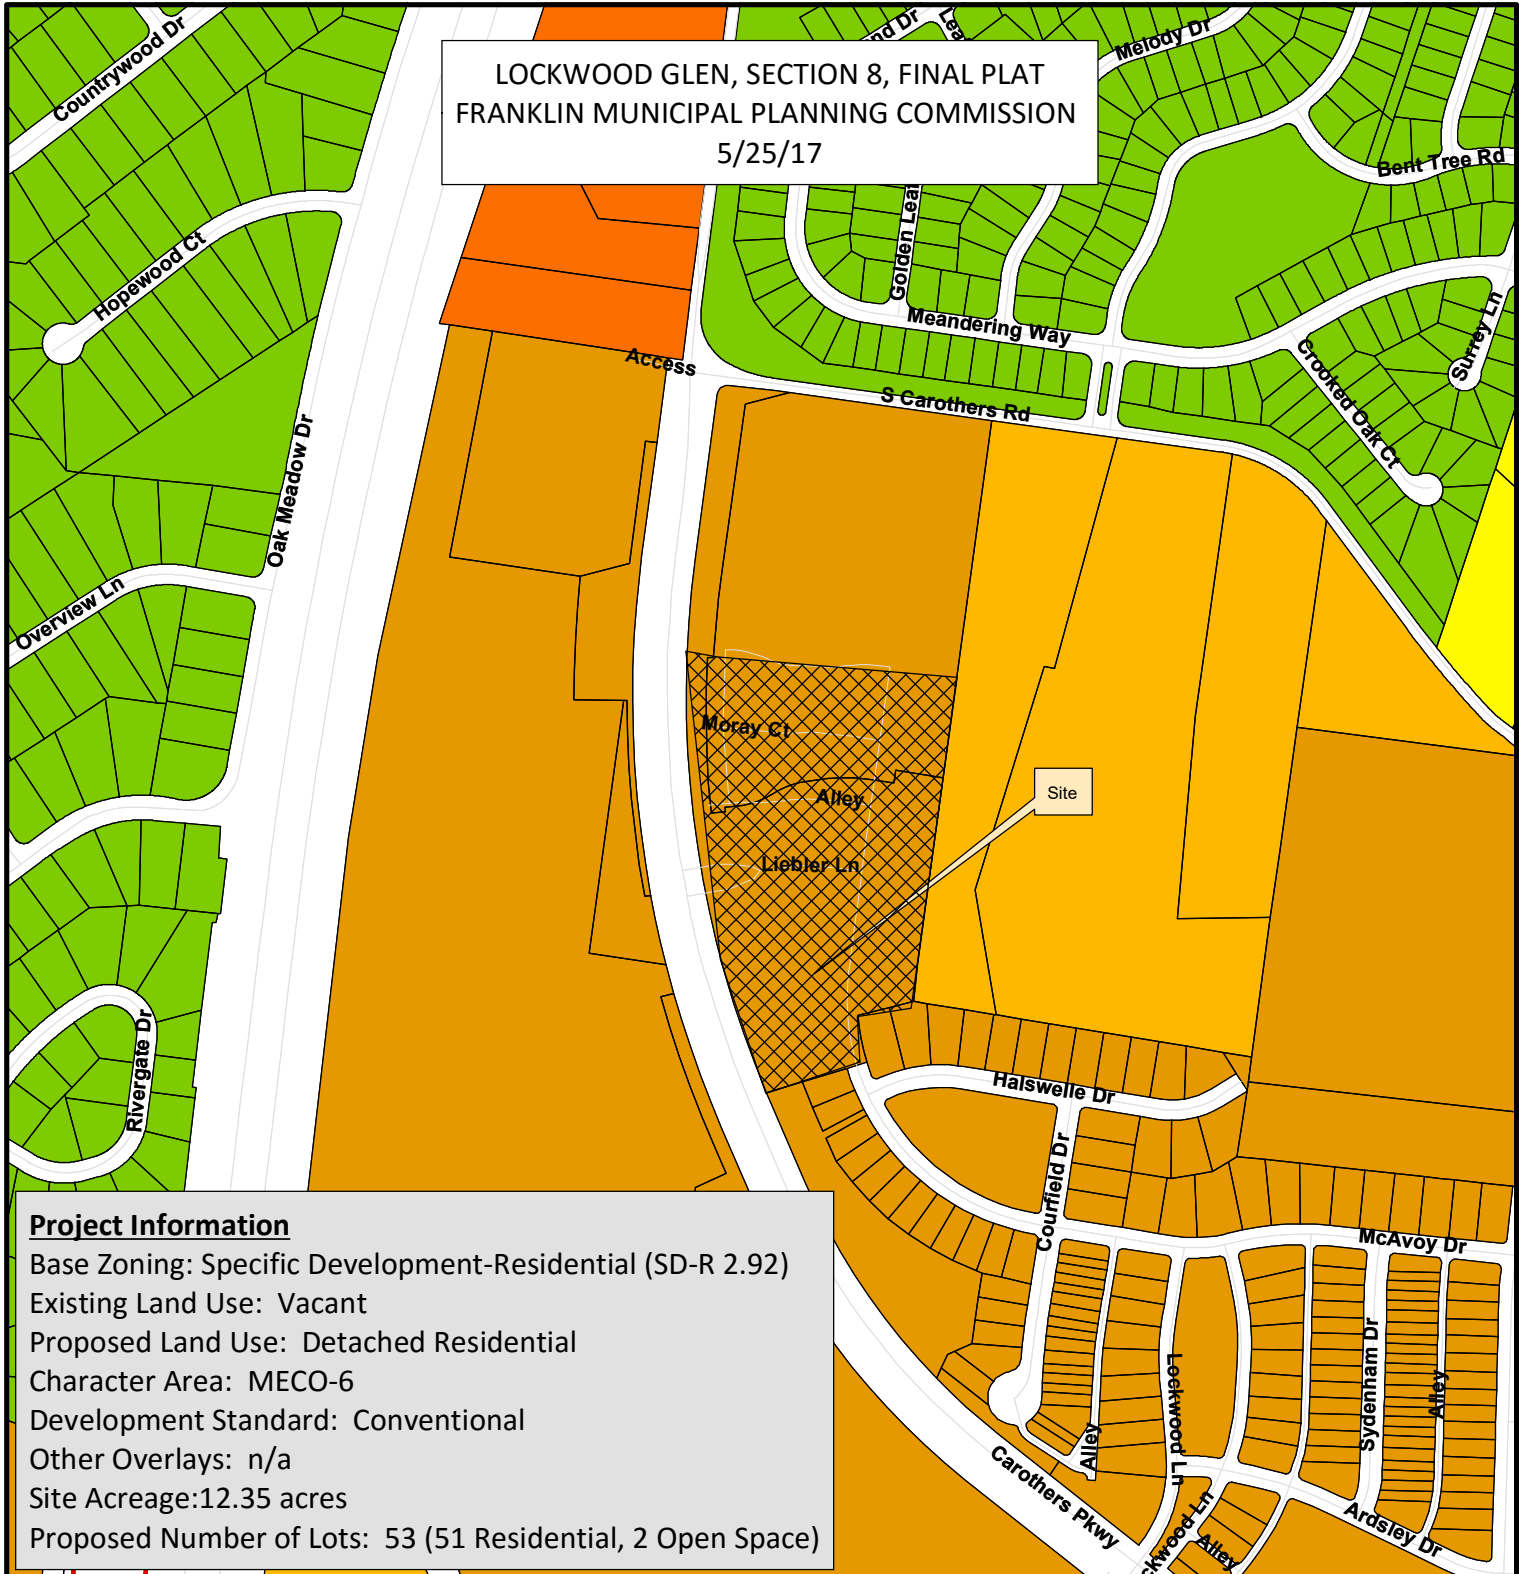 LOCKWOOD GLEN, SECTION 8, FINAL PLAT
FRANKLIN MUNICIPAL PLANNING COMMISSION
5/25/17
Countrywood Dr
Melody Dr
Bent Tree Rd
Hopewood Ct
Golden Leaf
Meandering Way
Surrey Ln
Crooked Oak Ct
Access
S Carothers Rd
Oak Meadow Dr
Overview Ln
Moray Ct
Alley
Site
Liebler Ln
Rivergate Dr
Halswelle Dr
Courfield Dr
McAvoy Dr
Lockwood Ln
Sydenham Dr
Alley
Alley
Carothers Pkwy
Ardsley Dr
ckwood Ln
Alley
Project Information
Base Zoning: Specific Development-Residential (SD-R 2.92)
Existing Land Use: Vacant
Proposed Land Use: Detached Residential
Character Area: MECO-6
Development Standard: Conventional
Other Overlays: n/a
Site Acreage:12.35 acres
Proposed Number of Lots: 53 (51 Residential, 2 Open Space)